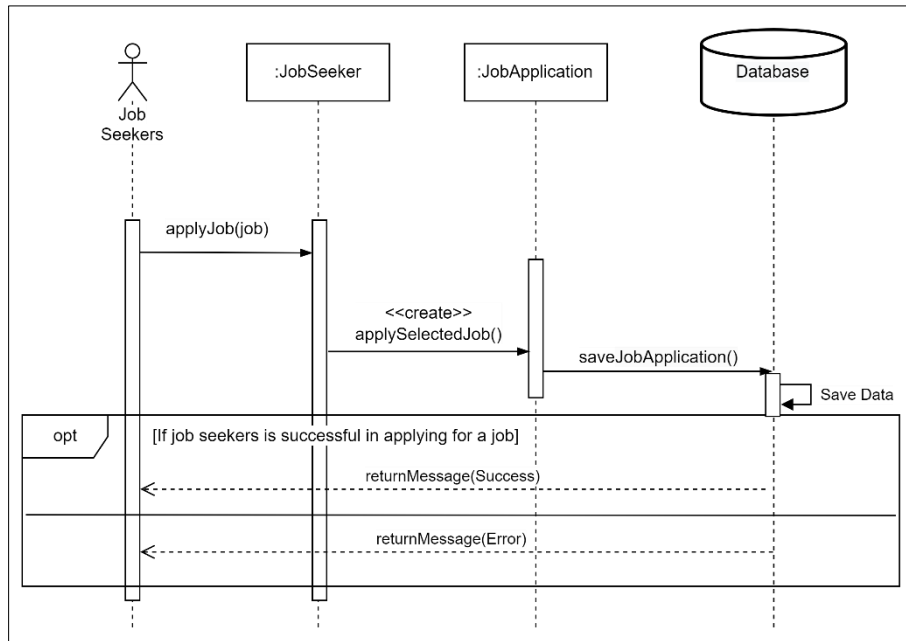 :JobSeeker
:JobApplication
Database
Job
Seekers
applyJob(job)
<<create>>
applySelectedJob()
saveJobApplication()
Save Data
opt
[If job seekers is successful in applying for a job]
returnMessage(Success)
returnMessage(Error)